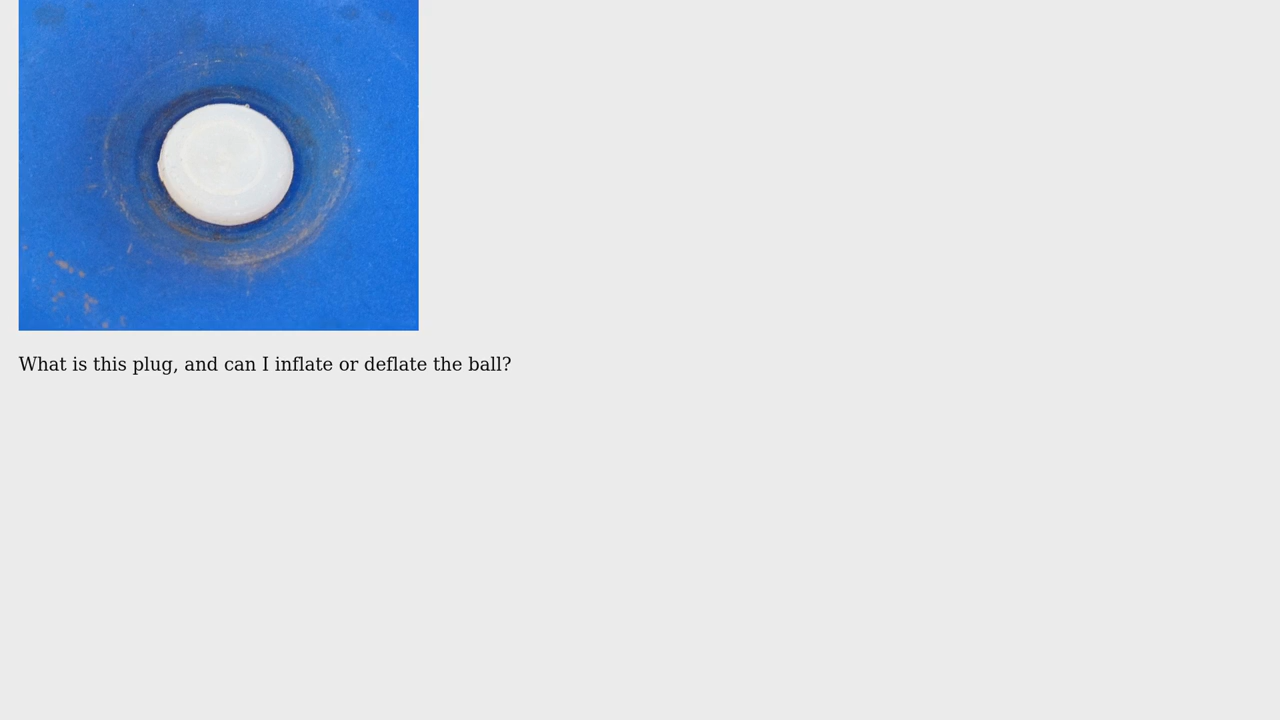 What is this plug, and can I inflate or deflate the ball?